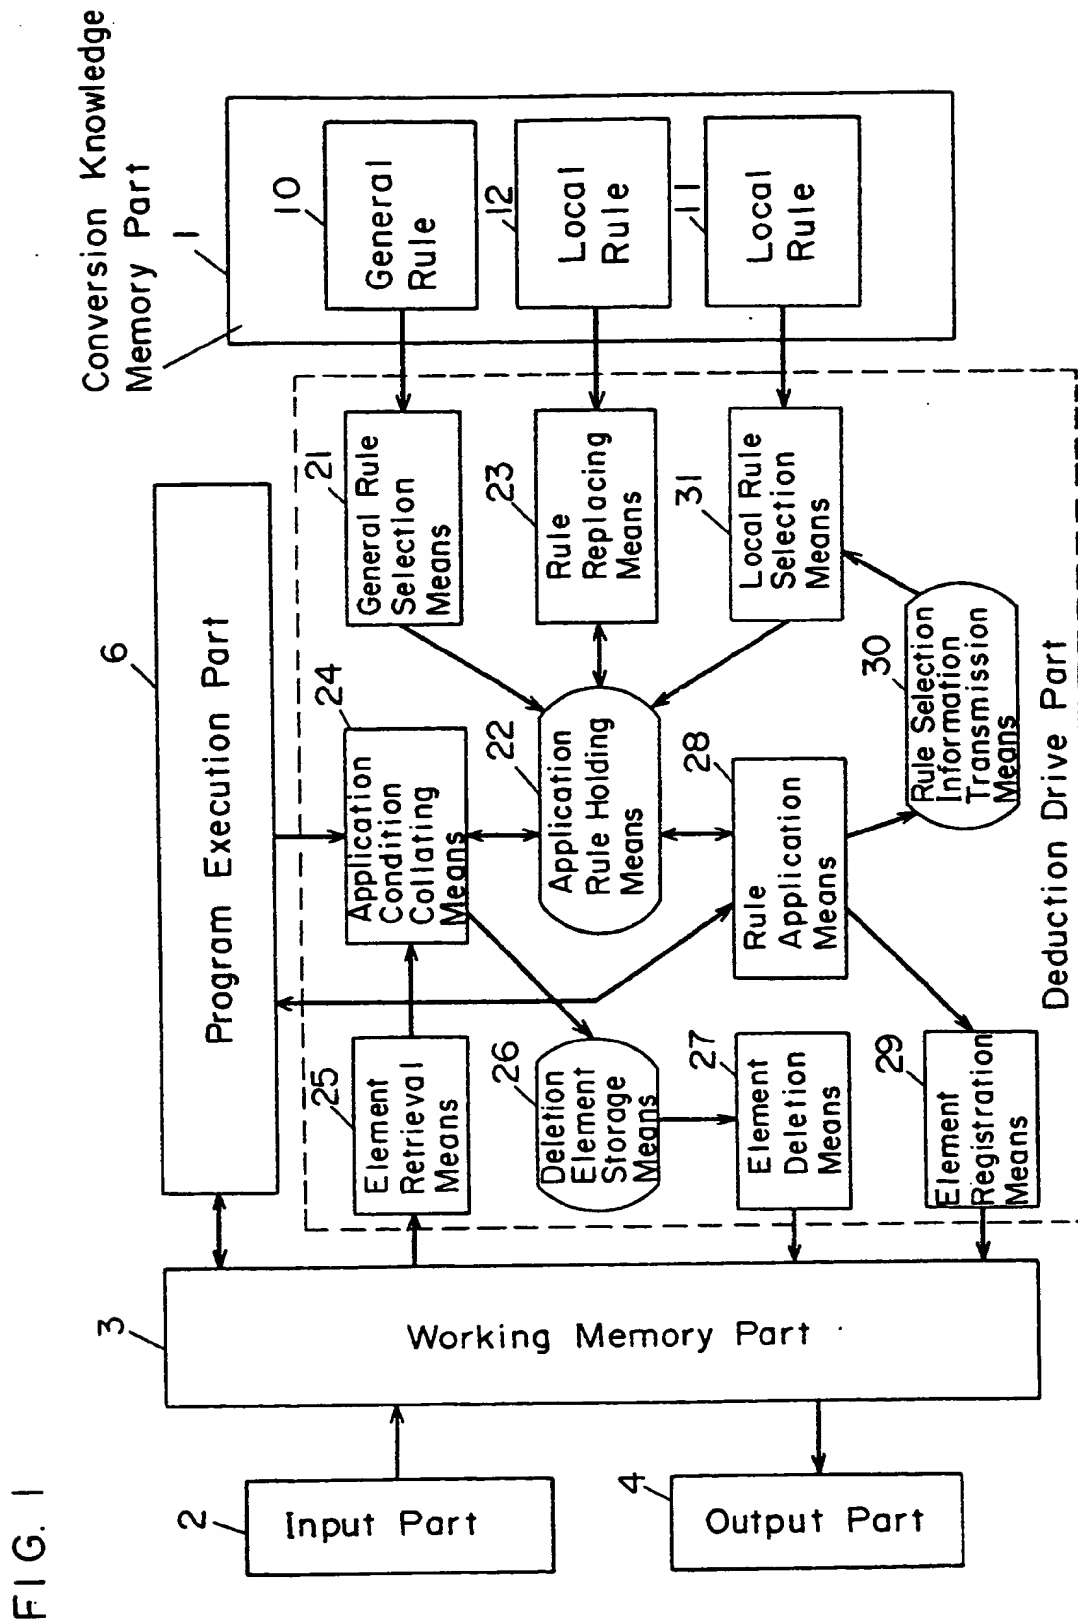 FIG. 1
Conversion Knowledge
Memory Part
1
10
General
Rule
12
Local
Rule
11
Local
Rule
6
Program Execution Part
21
General Rule
Selection
Means
23
Rule
Replacing
Means
31
Local Rule
Selection
Means
24
Application
Condition
Collating
Means
22
Application
Rule Holding
Means
28
Rule
Application
Means
30
Rule Selection
Information
Transmission
Means
25
Element
Retrieval
Means
26
Deletion
Element
Storage
Means
27
Element
Deletion
Means
29
Element
Registration
Means
Deduction Drive Part
3
Working Memory Part
2
Input Part
4
Output Part